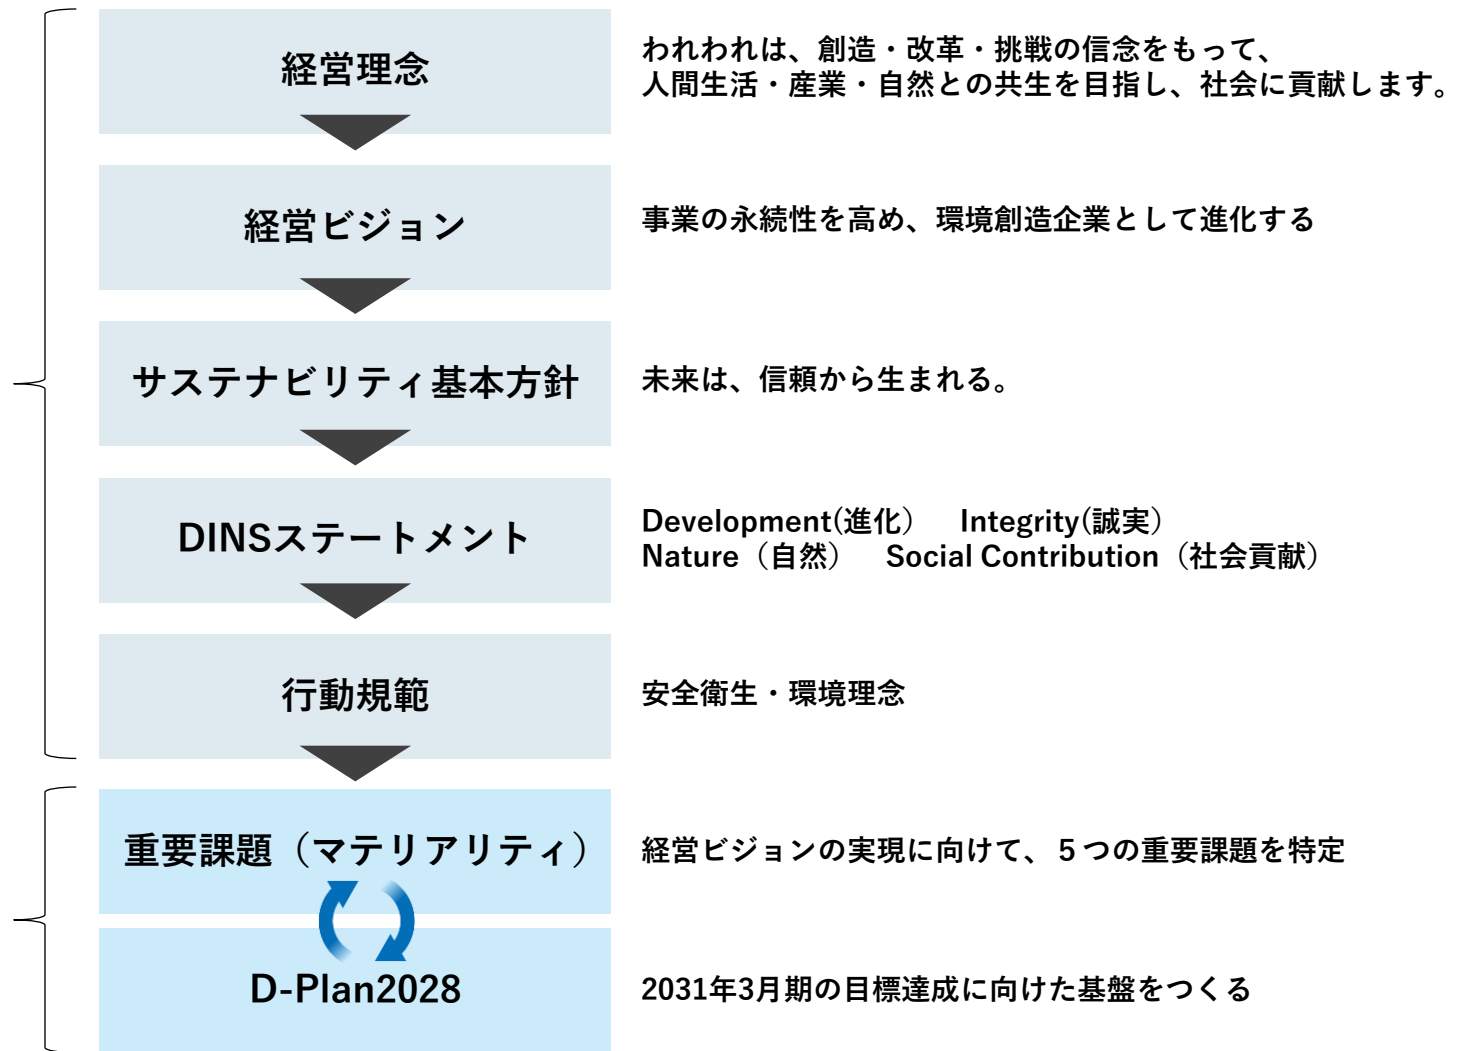 経営理念
われわれは、創造・改革・挑戦の信念をもって、
人間生活・産業・自然との共生を目指し、社会に貢献します。
経営ビジョン
事業の永続性を高め、環境創造企業として進化する
サステナビリティ基本方針
未来は、信頼から生まれる。
DINSステートメント
Development(進化）　Integrity(誠実）
Nature（自然）　Social Contribution（社会貢献）
行動規範
安全衛生・環境理念
重要課題（マテリアリティ）
経営ビジョンの実現に向けて、５つの重要課題を特定
D-Plan2028
2031年3月期の目標達成に向けた基盤をつくる